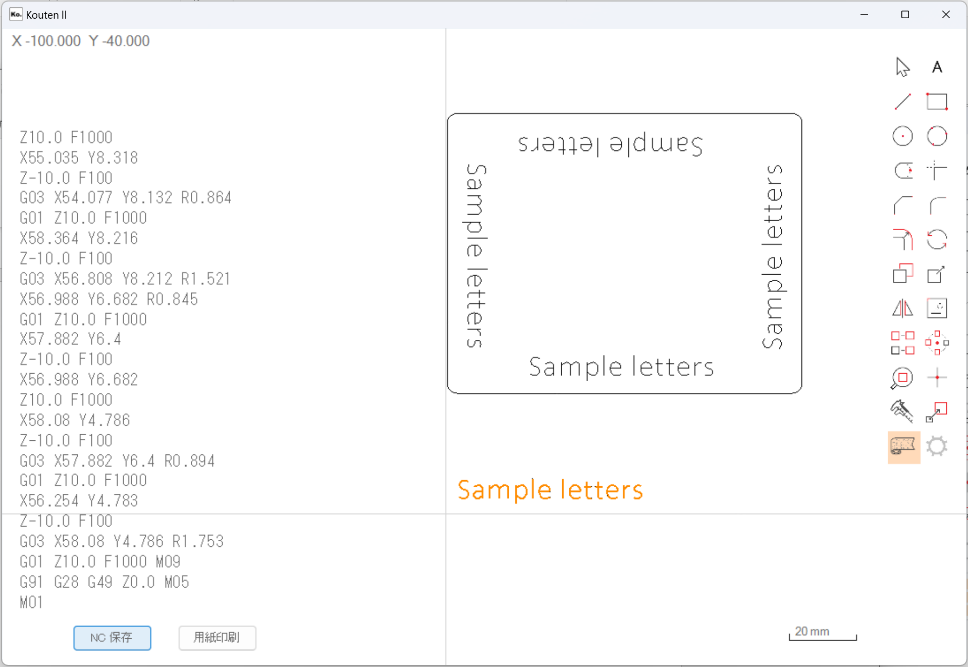 Ko.
Kouten II
X -100.000 Y -40.000
A
Z10.0 F1000
X55.035 Y8.318
Z-10.0 F100
G03 X54.077 Y8.132 R0.864
G01 Z10.0 F1000
X58.364 Y8.216
Z-10.0 F100
G03 X56.808 Y8.212 R1.521
X56.988 Y6.682 R0.845
G01 Z10.0 F1000
X57.882 Y6.4
Z-10.0 F100
X56.988 Y6.682
Z10.0 F1000
X58.08 Y4.786
Z-10.0 F100
G03 X57.882 Y6.4 R0.894
G01 Z10.0 F1000
X56.254 Y4.783
Z-10.0 F100
G03 X58.08 Y4.786 R1.753
G01 Z10.0 F1000 M09
G91 G28 G49 Z0.0 M05
M01
Sample letters
Sample letters
Sample letters
Sample letters
Sample letters
NC 保存
用紙印刷
20 mm